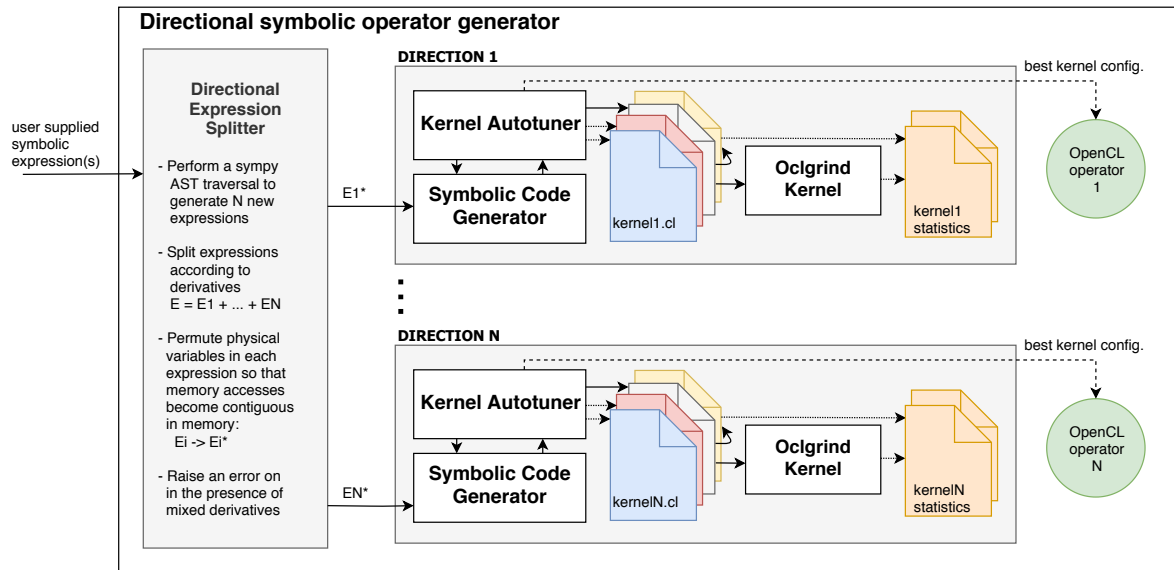 Directional symbolic operator generator
user supplied
symbolic
expression(s)
Directional
Expression
Splitter
- Perform a sympy
AST traversal to
generate N new
expressions
- Split expressions
according to
derivatives
E = E1 + ... + EN
- Permute physical
variables in each
expression so that
memory accesses
become contiguous
in memory:
Ei -> Ei*
- Raise an error on
in the presence of
mixed derivatives
E1*
EN*
DIRECTION 1
Kernel Autotuner
Symbolic Code
Generator
kernel1.cl
Oclgrind
Kernel
kernel1
statistics
best kernel config.
OpenCL
operator
1
DIRECTION N
Kernel Autotuner
Symbolic Code
Generator
kernelN.cl
Oclgrind
Kernel
kernelN
statistics
best kernel config.
OpenCL
operator
N